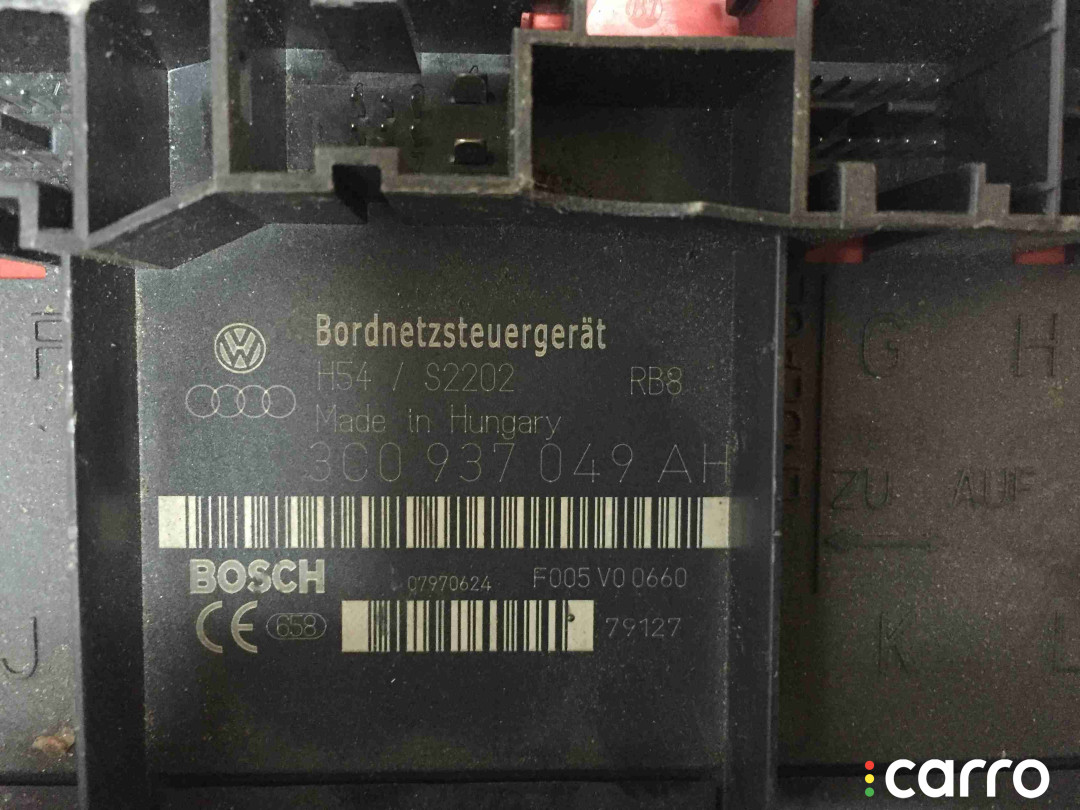 Bordnetzsteuergerät
H54 / S2202 RB8
Made in Hungary
3C0 937 049 AH
BOSCH 07970624 F005 V0 0660
CE 658 79127
F G H
ZU AUF
J K L
carro